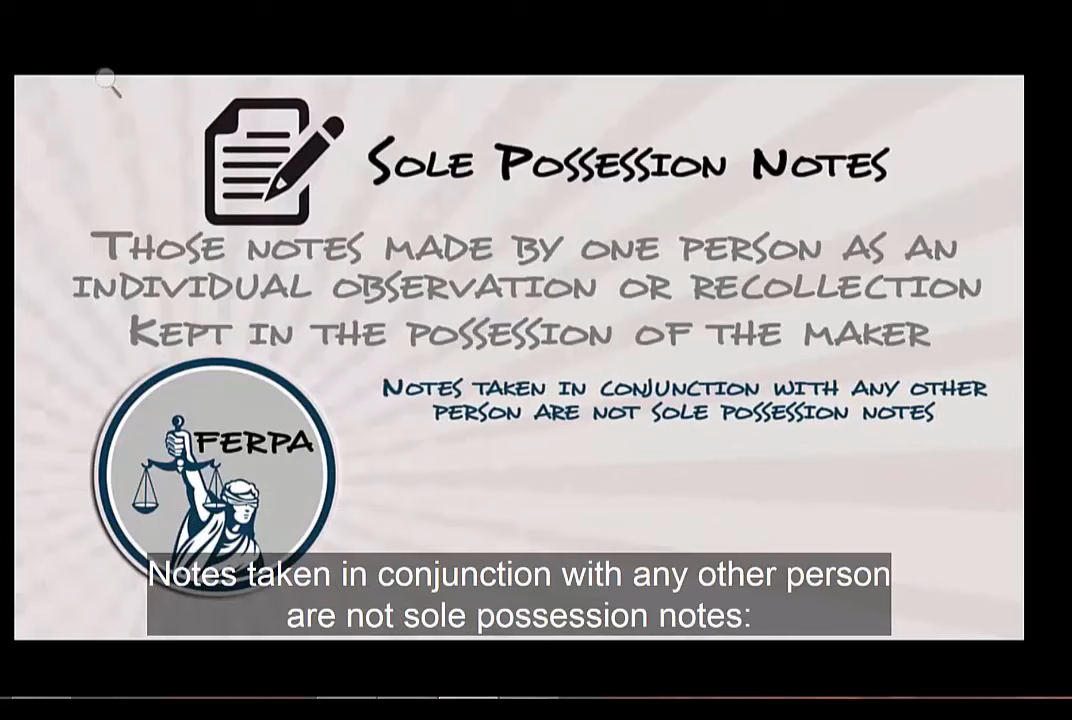 Sole Possession Notes
Those notes made by one person as an
individual observation or recollection
Kept in the possession of the maker
Notes taken in conjunction with any other
person are not sole possession notes
FERPA
Notes taken in conjunction with any other person
are not sole possession notes: